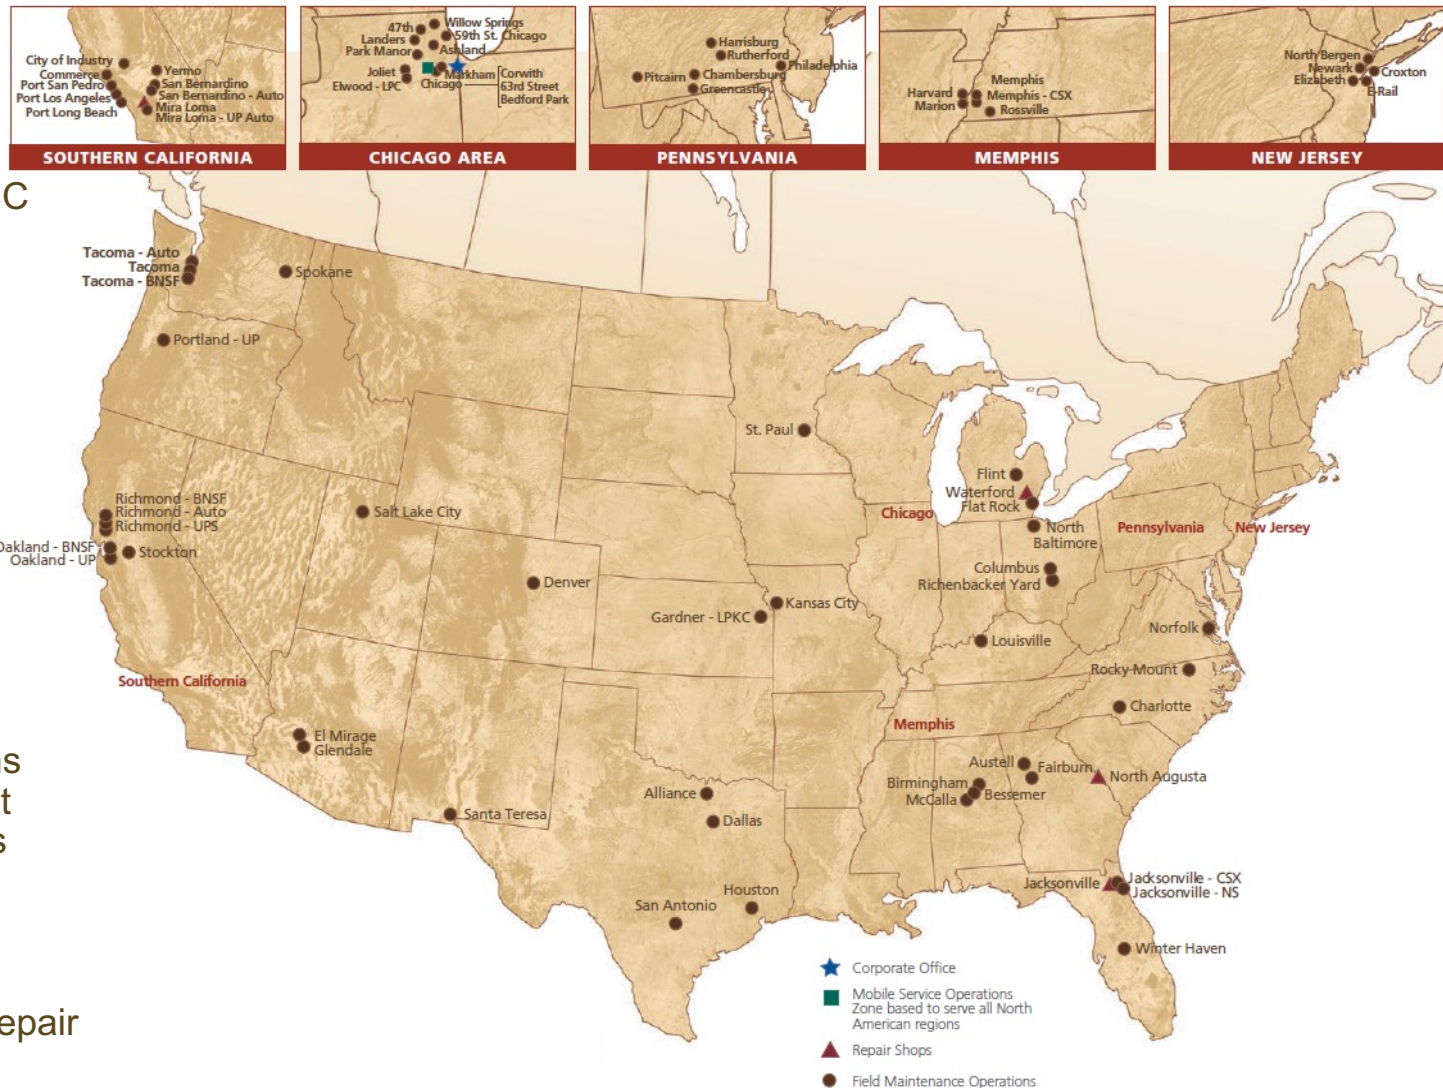 City of Industry
Commerce
Port San Pedro
Port Los Angeles
Port Long Beach
Yermo
San Bernardino
San Bernardino - Auto
Mira Loma
Mira Loma - UP Auto
SOUTHERN CALIFORNIA
47th
Landers
Park Manor
Joliet
Elwood - LPC
Willow Springs
59th St. Chicago
Ashland
Markham
Chicago
Corwith
63rd Street
Bedford Park
CHICAGO AREA
Harrisburg
Rutherford
Philadelphia
Pitcairn
Chambersburg
Greencastle
PENNSYLVANIA
Memphis
Harvard
Memphis - CSX
Marion
Rossville
MEMPHIS
North Bergen
Newark
Croxton
Elizabeth
E-Rail
NEW JERSEY
C
Tacoma - Auto
Tacoma
Tacoma - BNSF
Spokane
Portland - UP
St. Paul
Flint
Waterford
Flat Rock
Richmond - BNSF
Richmond - Auto
Richmond - UPS
Salt Lake City
Chicago
North
Baltimore
Pennsylvania
New Jersey
Oakland - BNSF
Oakland - UP
Stockton
Columbus
Richenbacker Yard
Denver
Kansas City
Gardner - LPKC
Louisville
Norfolk
Rocky Mount
Southern California
Charlotte
Memphis
El Mirage
Glendale
ns
t
s
Austell
Fairburn
North Augusta
Birmingham
McCalla
Bessemer
Alliance
Dallas
Santa Teresa
Houston
San Antonio
Jacksonville
Jacksonville - CSX
Jacksonville - NS
Winter Haven
epair
Corporate Office
Mobile Service Operations
Zone based to serve all North
American regions
Repair Shops
Field Maintenance Operations